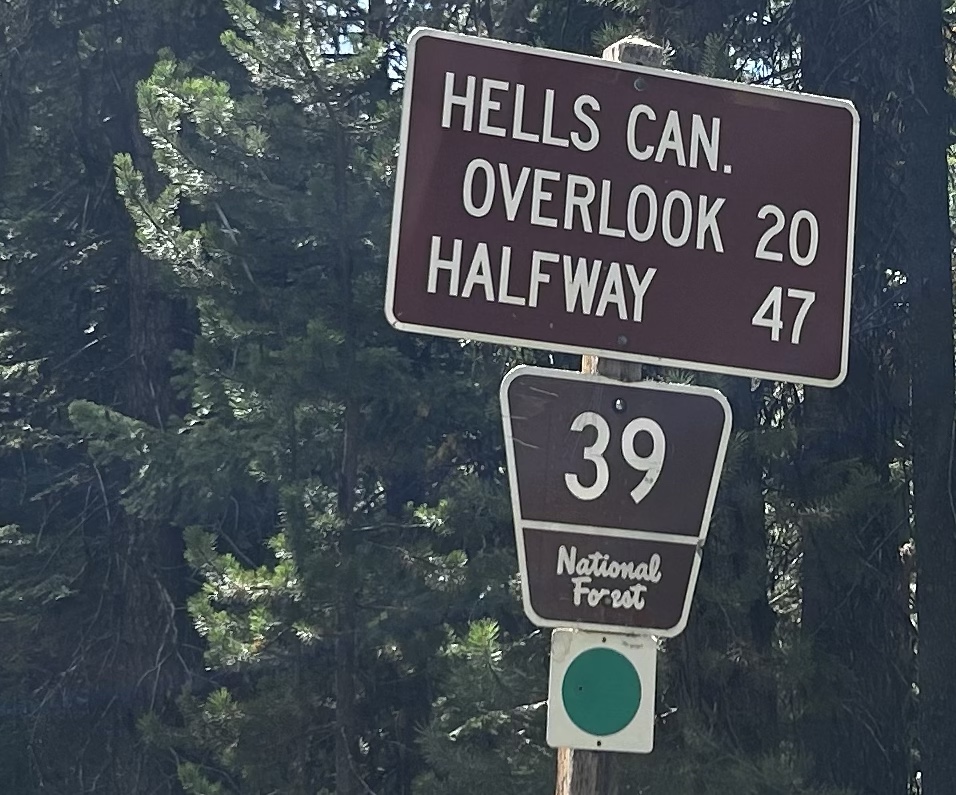 HELLS CAN.
OVERLOOK 20
HALFWAY 47
39
National
Forest